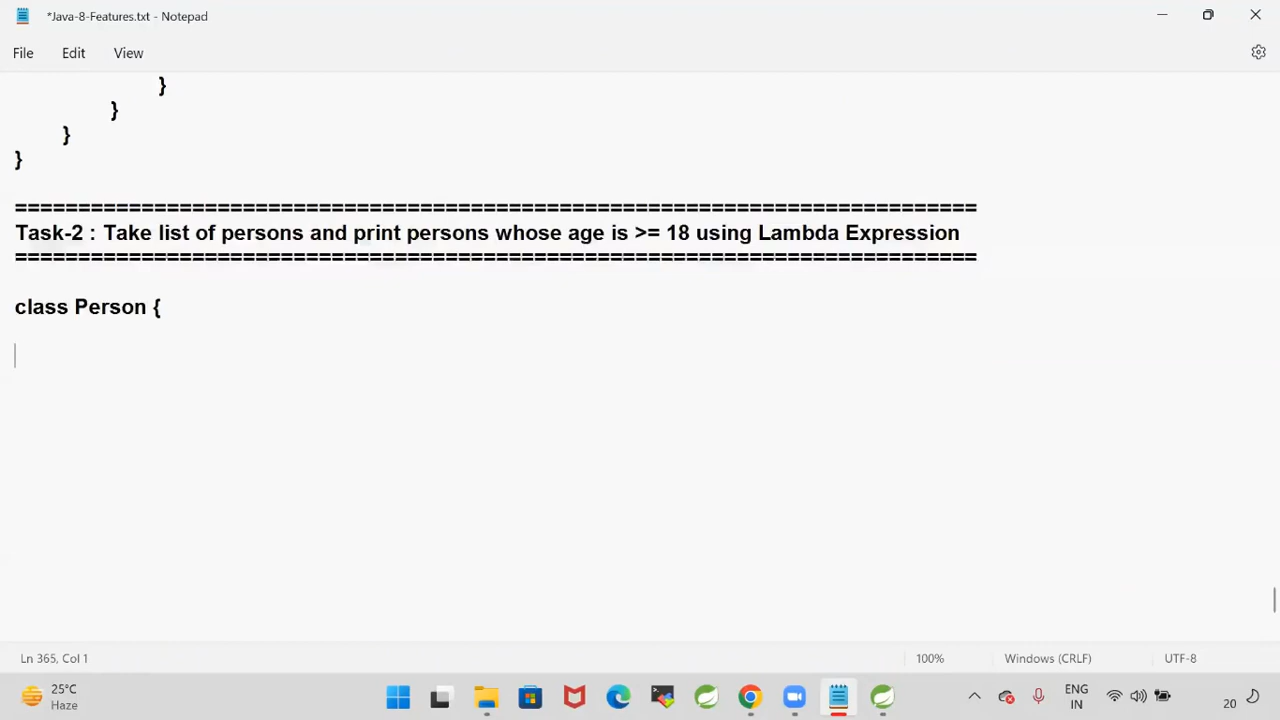 *Java-8-Features.txt - Notepad
File Edit View
}
}
}
}
=============================================================================
Task-2 : Take list of persons and print persons whose age is >= 18 using Lambda Expression
=============================================================================
class Person {
Ln 365, Col 1
100%
Windows (CRLF)
UTF-8
25°C
Haze
ENG
IN
20